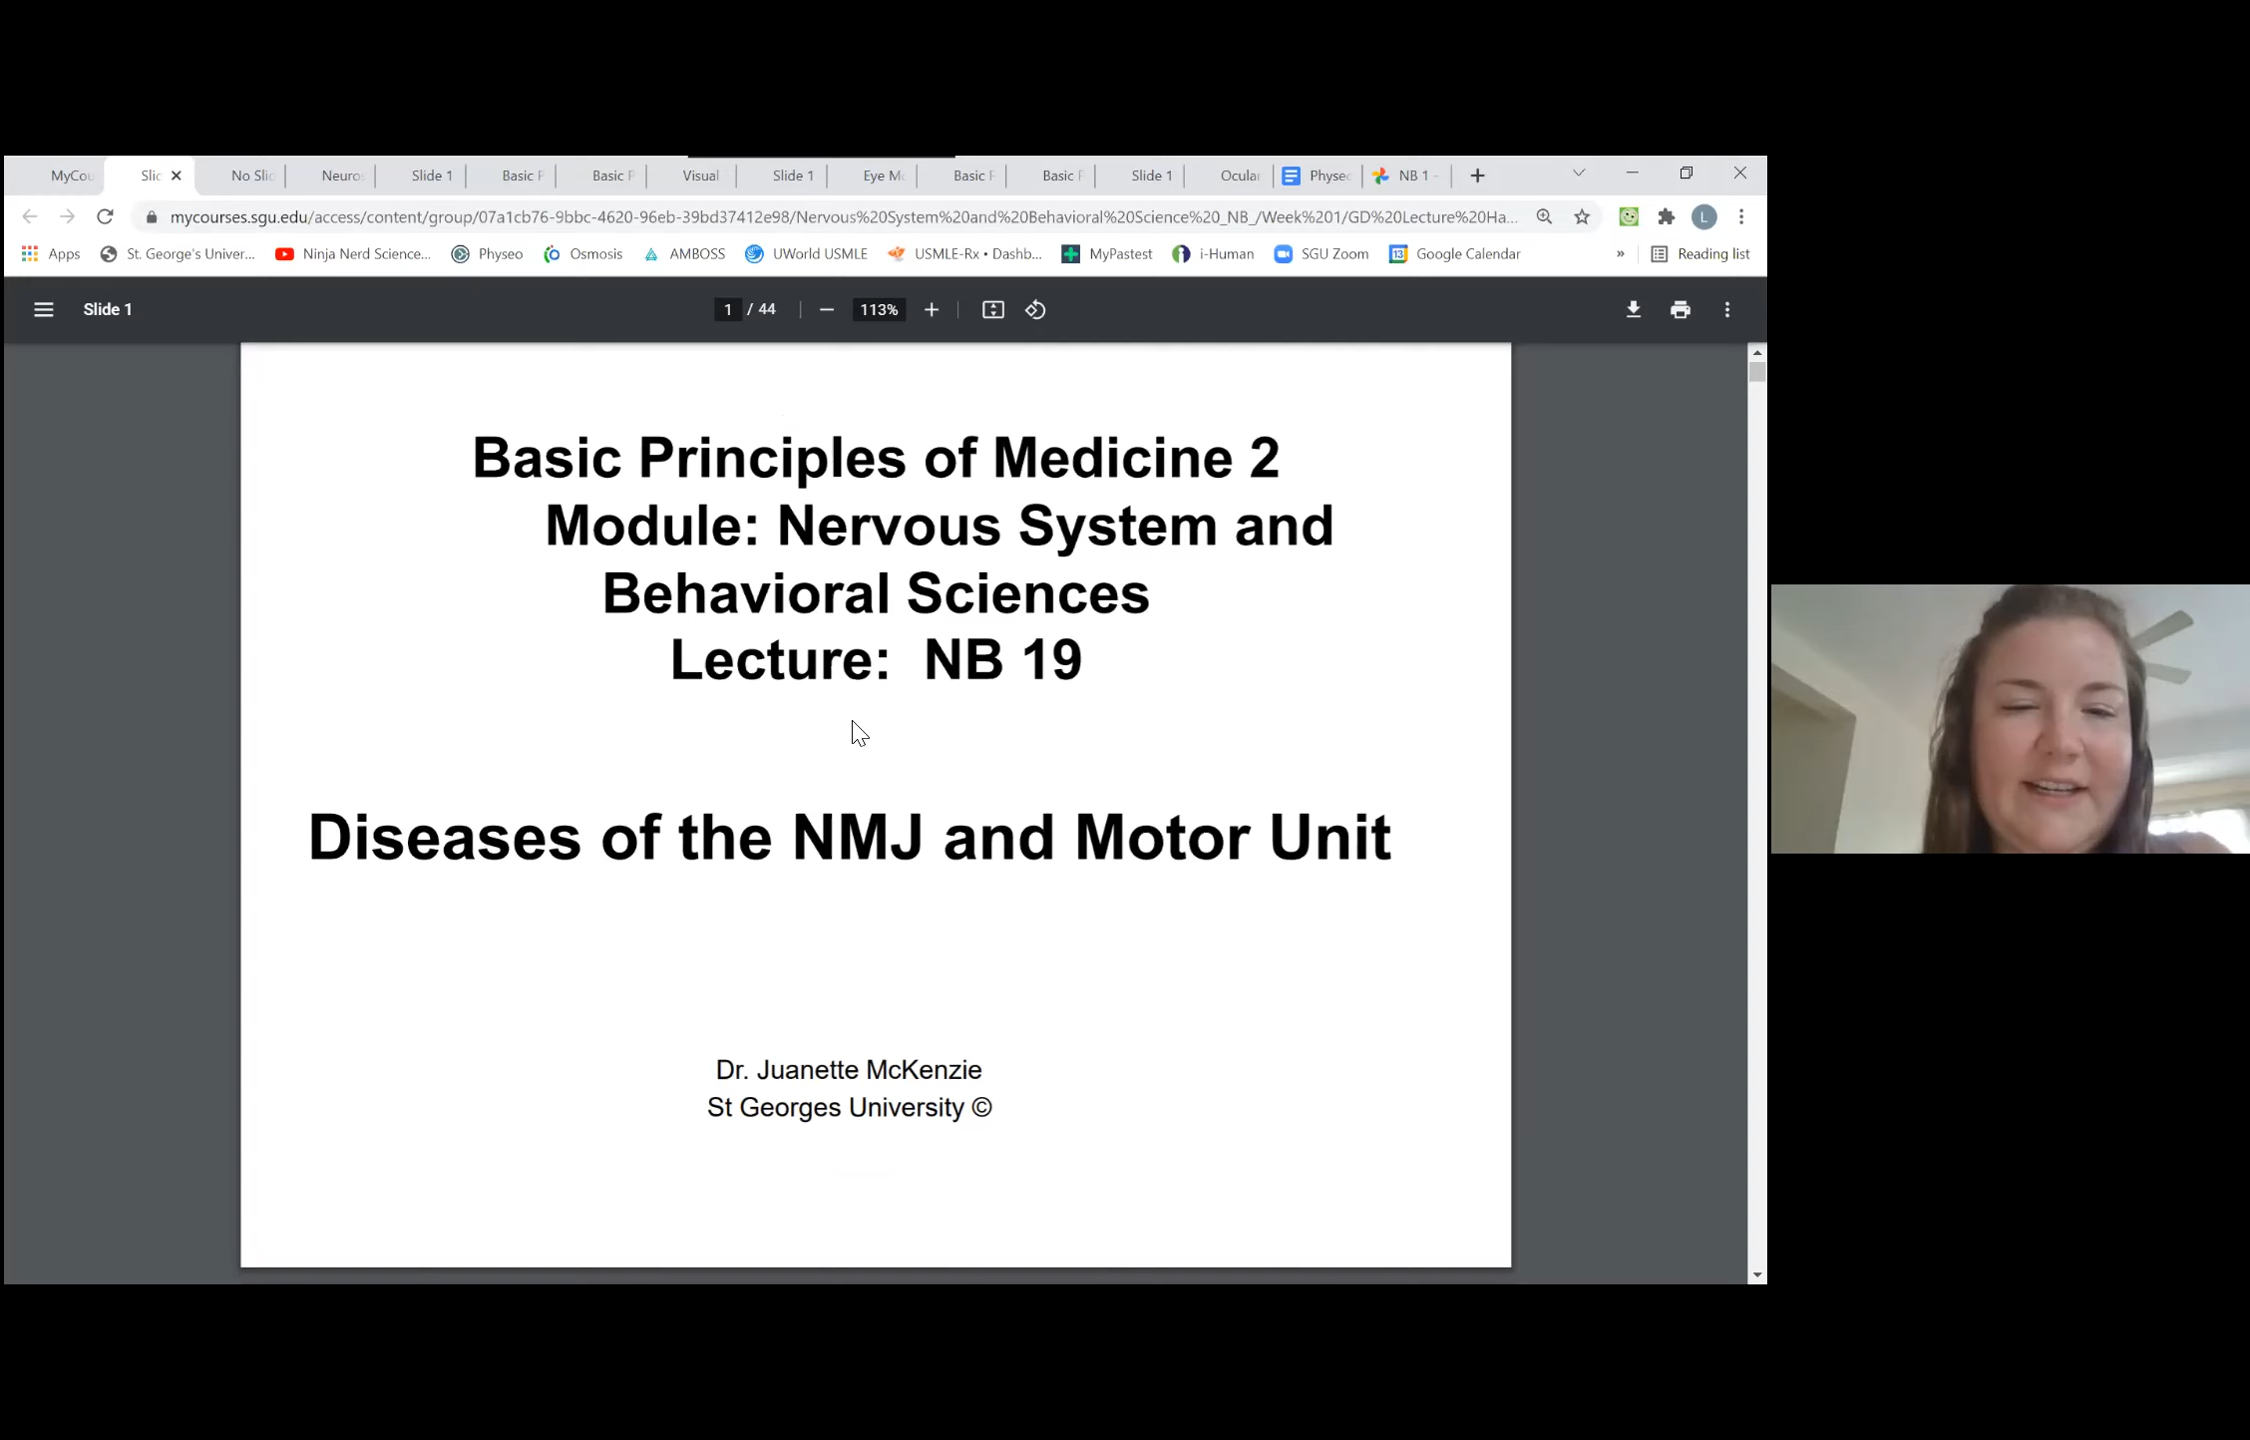 MyCou
Slic
No Slic
Neuros
Slide 1
Basic F
Basic P
Visual
Slide 1
Eye Mo
Basic F
Basic F
Slide 1
Ocular
Physeo
NB 1 -
mycourses.sgu.edu/access/content/group/07a1cb76-9bbc-4620-96eb-39bd37412e98/Nervous%20System%20and%20Behavioral%20Science%20_NB_/Week%201/GD%20Lecture%20Ha...
L
Apps
St. George's Univer...
Ninja Nerd Science...
Physeo
Osmosis
AMBOSS
UWorld USMLE
USMLE-Rx • Dashb...
MyPastest
i-Human
SGU Zoom
13
Google Calendar
»
Reading list
Slide 1
1 / 44
113%
Basic Principles of Medicine 2
Module: Nervous System and
Behavioral Sciences
Lecture: NB 19
Diseases of the NMJ and Motor Unit
Dr. Juanette McKenzie
St Georges University ©